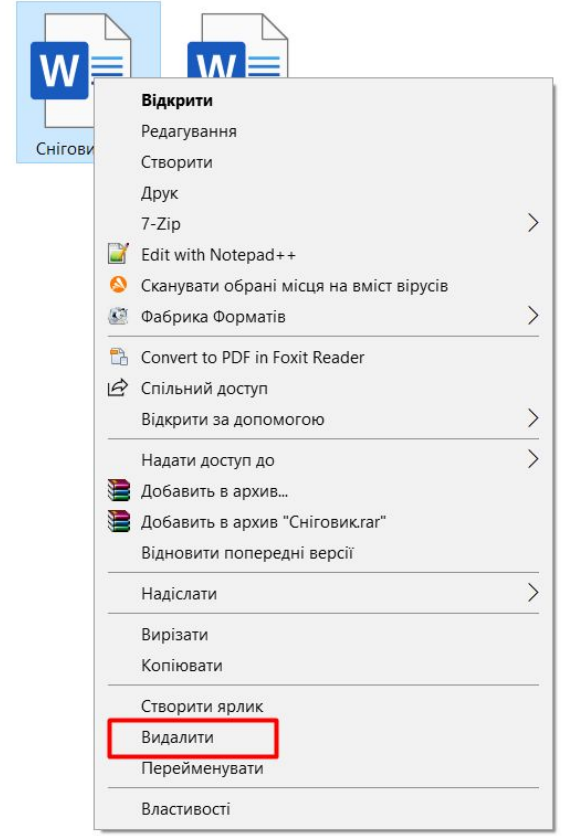 W W
Снігови
Відкрити
Редагування
Створити
Друк
7-Zip
Edit with Notepad++
Сканувати обрані місця на вміст вірусів
Фабрика Форматів
Convert to PDF in Foxit Reader
Спільний доступ
Відкрити за допомогою
Надати доступ до
Добавить в архив...
Добавить в архив "Сніговик.rar"
Відновити попередні версії
Надіслати
Вирізати
Копіювати
Створити ярлик
Видалити
Перейменувати
Властивості